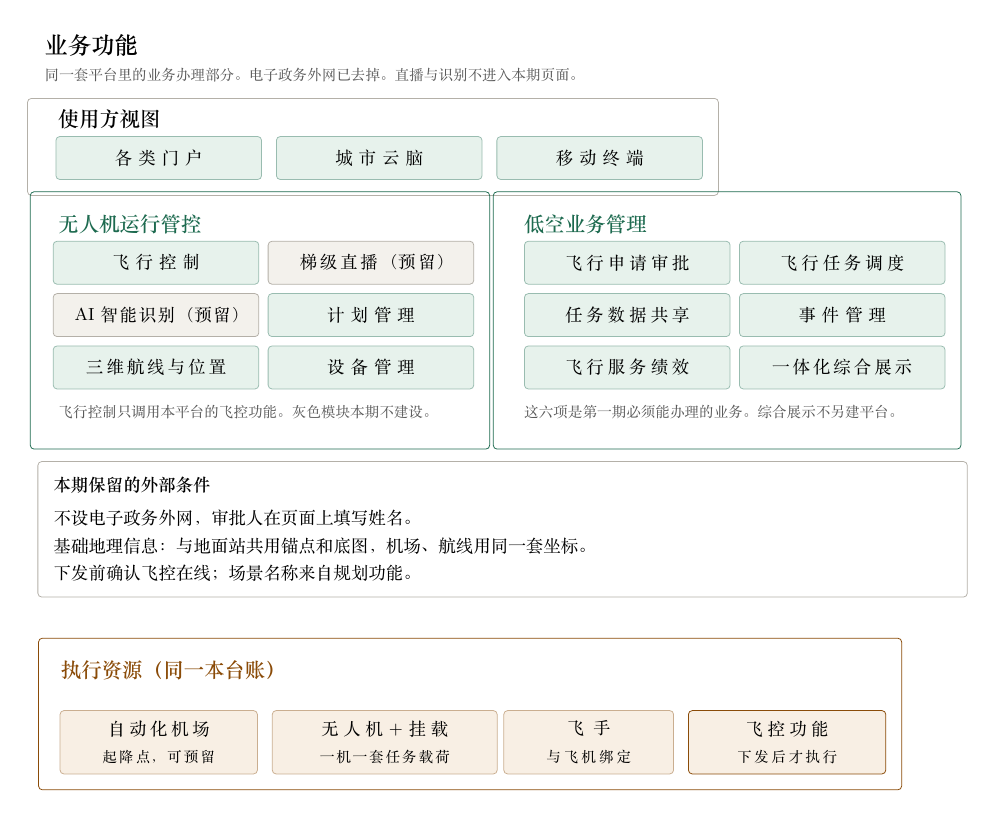 业务功能
同一套平台里的业务办理部分。电子政务外网已去掉。直播与识别不进入本期页面。
使用方视图
各类门户
城市云脑
移动终端
无人机运行管控
飞行控制
梯级直播（预留）
AI 智能识别（预留）
计划管理
三维航线与位置
设备管理
飞行控制只调用本平台的飞控功能。灰色模块本期不建设。
低空业务管理
飞行申请审批
飞行任务调度
任务数据共享
事件管理
飞行服务绩效
一体化综合展示
这六项是第一期必须能办理的业务。综合展示不另建平台。
本期保留的外部条件
不设电子政务外网，审批人在页面上填写姓名。
基础地理信息：与地面站共用锚点和底图，机场、航线用同一套坐标。
下发前确认飞控在线；场景名称来自规划功能。
执行资源（同一本台账）
自动化机场
起降点，可预留
无人机＋挂载
一机一套任务载荷
飞手
与飞机绑定
飞控功能
下发后才执行